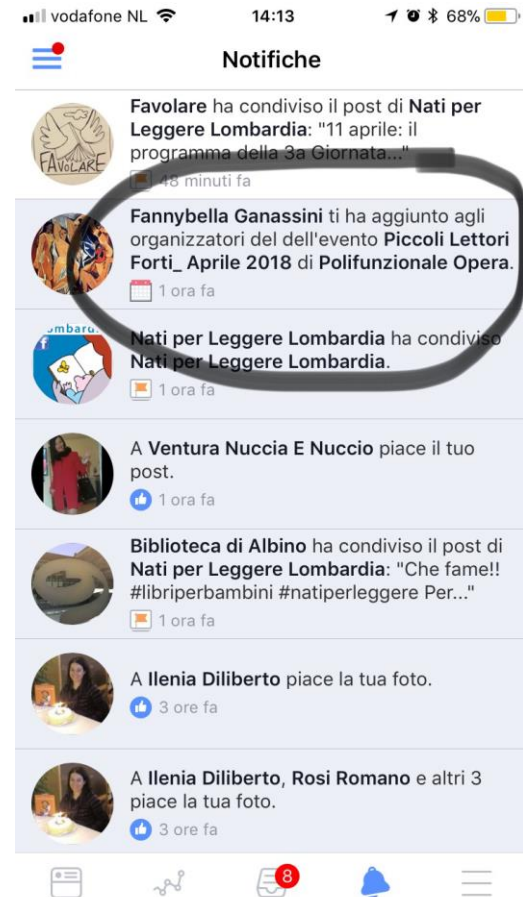 vodafone NL 14:13 68%
Notifiche
FAVOLARE
Favolare ha condiviso il post di Nati per
Leggere Lombardia: "11 aprile: il
programma della 3a Giornata..."
48 minuti fa
Fannybella Ganassini ti ha aggiunto agli
organizzatori del dell'evento Piccoli Lettori
Forti_ Aprile 2018 di Polifunzionale Opera.
1 ora fa
ombard
Nati per Leggere Lombardia ha condiviso
Nati per Leggere Lombardia.
1 ora fa
A Ventura Nuccia E Nuccio piace il tuo
post.
1 ora fa
Biblioteca di Albino ha condiviso il post di
Nati per Leggere Lombardia: "Che fame!!
#libriperbambini #natiperleggere Per..."
1 ora fa
A Ilenia Diliberto piace la tua foto.
3 ore fa
A Ilenia Diliberto, Rosi Romano e altri 3
piace la tua foto.
3 ore fa
8